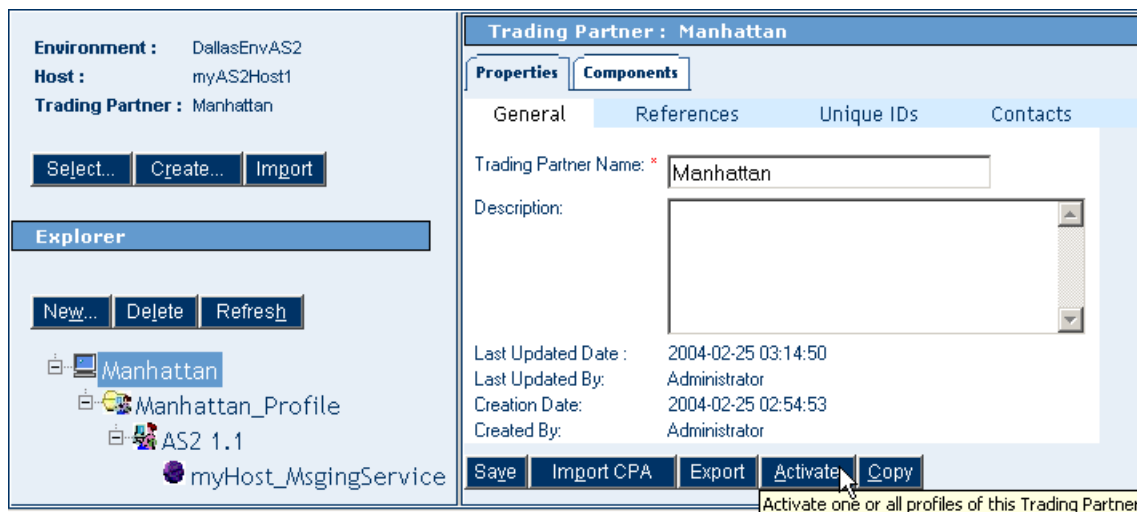 Environment : DallasEnvAS2
Host : myAS2Host1
Trading Partner : Manhattan
Select... Create... Import
Explorer
New... Delete Refresh
Manhattan
Manhattan_Profile
AS2 1.1
myHost_MsgingService
Trading Partner : Manhattan
Properties Components
General References Unique IDs Contacts
Trading Partner Name: * Manhattan
Description:
Last Updated Date : 2004-02-25 03:14:50
Last Updated By: Administrator
Creation Date: 2004-02-25 02:54:53
Created By: Administrator
Save Import CPA Export Activate Copy
Activate one or all profiles of this Trading Partner